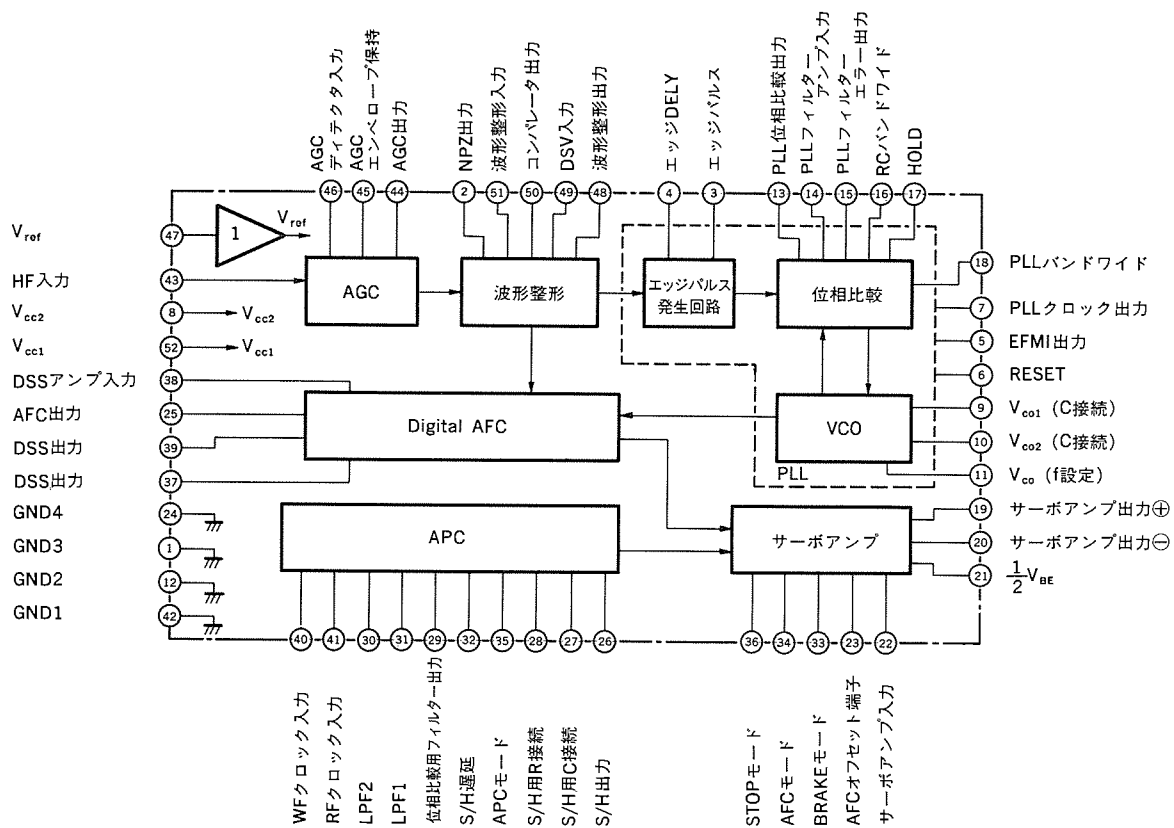 AGC
ディテクタ入力
AGC
エンベロープ保持
AGC出力
NPZ出力
波形整形入力
コンパレータ出力
DSV入力
波形整形出力
エッジDELY
エッジパルス
PLL位相比較出力
PLLフィルター
アンプ入力
PLLフィルター
エラー出力
RCバンドワイド
HOLD
46
45
44
2
51
50
49
48
4
3
13
14
15
16
17
Vref
47
1
Vref
HF入力
43
AGC
波形整形
エッジパルス
発生回路
位相比較
18
PLLバンドワイド
Vcc2
8
Vcc2
7
PLLクロック出力
Vcc1
52
Vcc1
5
EFMI出力
DSSアンプ入力
38
6
RESET
AFC出力
25
Digital AFC
VCO
9
Vco1 (C接続)
DSS出力
39
10
Vco2 (C接続)
DSS出力
37
PLL
11
Vco (f設定)
GND4
24
19
サーボアンプ出力⊕
GND3
1
APC
サーボアンプ
20
サーボアンプ出力⊖
GND2
12
21
1/2 VBE
GND1
42
40
41
30
31
29
32
35
28
27
26
36
34
33
23
22
WFクロック入力
RFクロック入力
LPF2
LPF1
位相比較用フィルター出力
S/H遅延
APCモード
S/H用R接続
S/H用C接続
S/H出力
STOPモード
AFCモード
BRAKEモード
AFCオフセット端子
サーボアンプ入力